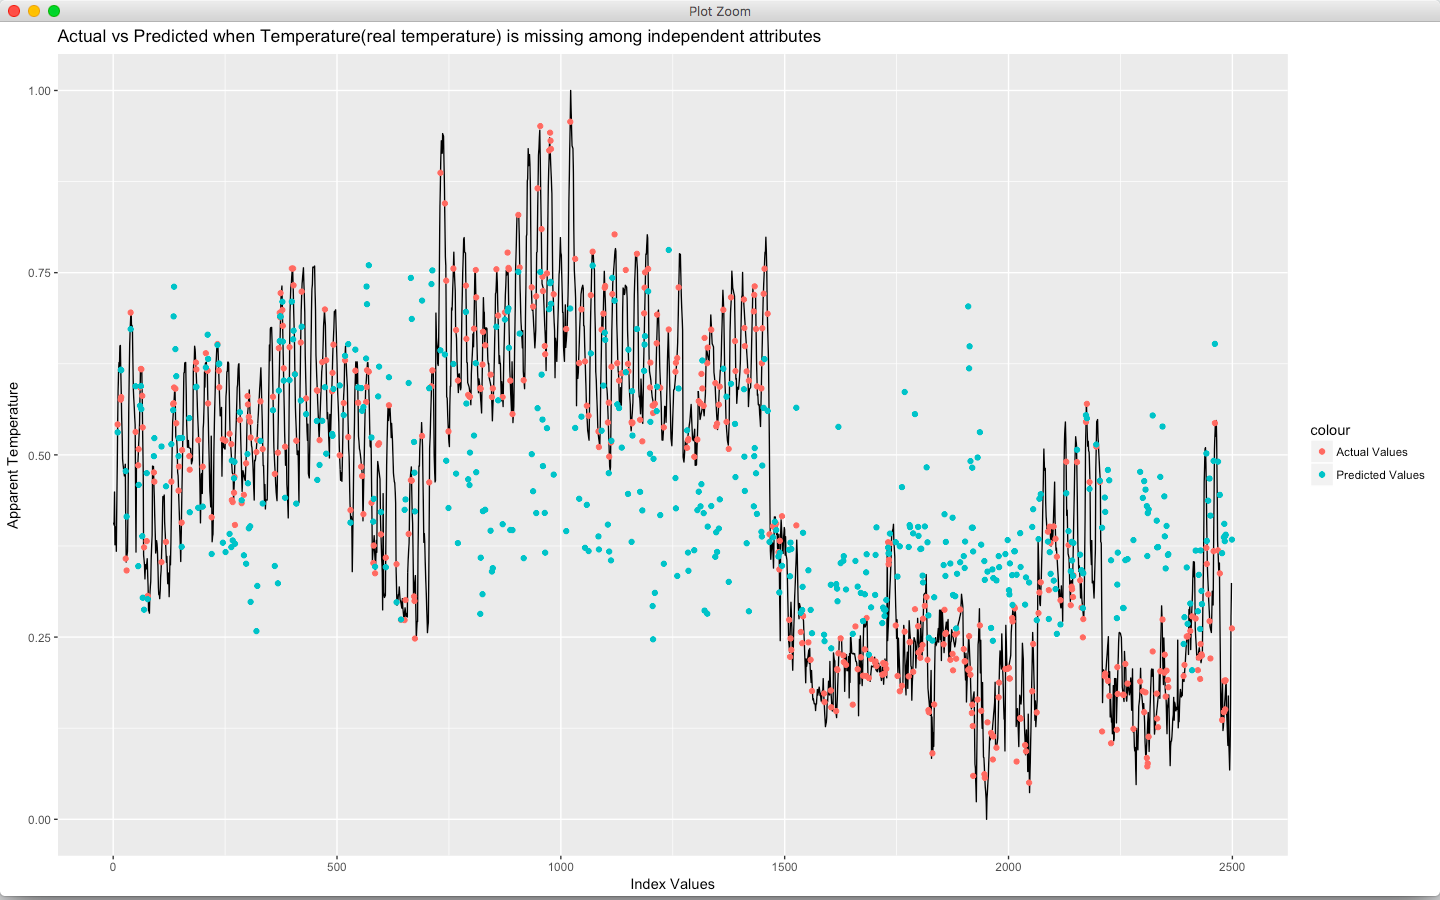 Plot Zoom
Actual vs Predicted when Temperature(real temperature) is missing among independent attributes
Apparent Temperature
1.00
0.75
0.50
0.25
0.00
0
500
1000
1500
2000
2500
Index Values
colour
Actual Values
Predicted Values